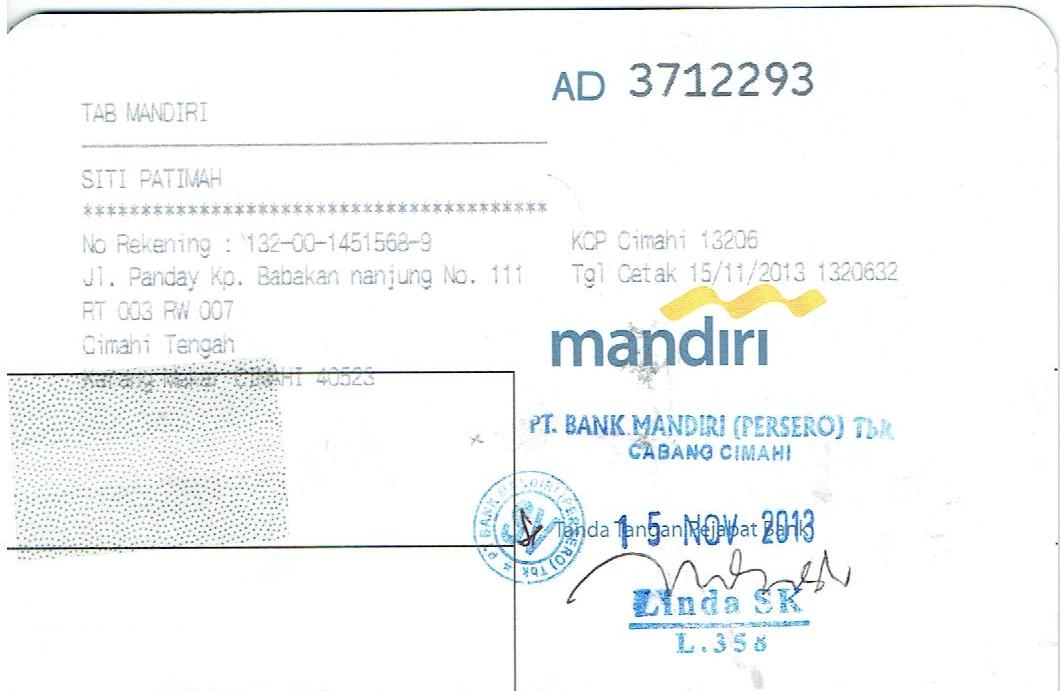 AD 3712293
TAB MANDIRI
SITI PATIMAH
****************************************
No Rekening : 132-00-1451568-9
KCP Cimahi 13206
Jl. Panday Kp. Babakan nanjung No. 111
Tgl Cetak 15/11/2013 1320632
RT 003 RW 007
Cimahi Tengah
mandiri
Karang Mekar CIMAHI 40523
PT. BANK MANDIRI (PERSERO) Tbk
CABANG CIMAHI
PT. BANK MANDIRI (PERSERO) Tbk
Tanda Tangan Pejabat Bank
15 NOV 2013
Linda SK
L.358